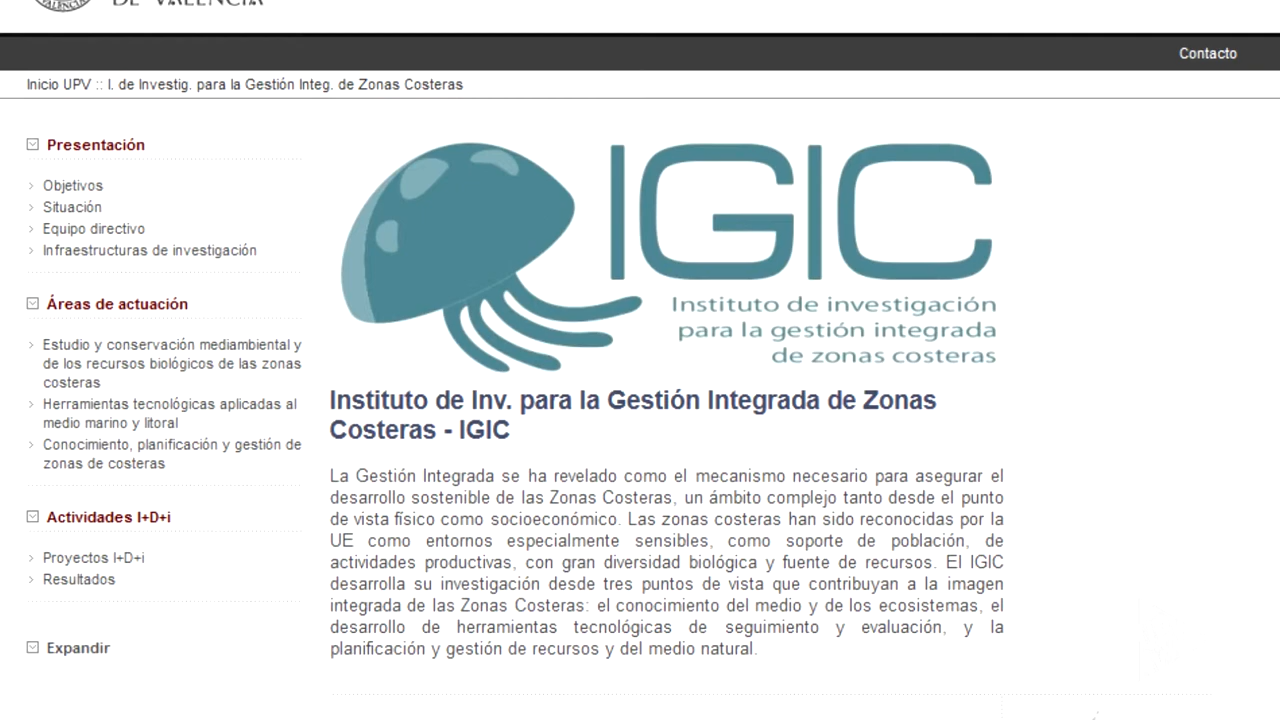 DE VALÈNCIA
Contacto
Inicio UPV :: I. de Investig. para la Gestión Integ. de Zonas Costeras
Presentación
Objetivos
Situación
Equipo directivo
Infraestructuras de investigación
Áreas de actuación
Estudio y conservación mediambiental y
de los recursos biológicos de las zonas
costeras
Herramientas tecnológicas aplicadas al
medio marino y litoral
Conocimiento, planificación y gestión de
zonas de costeras
Actividades I+D+i
Proyectos I+D+i
Resultados
Expandir
IGIC
Instituto de investigación
para la gestión integrada
de zonas costeras
Instituto de Inv. para la Gestión Integrada de Zonas
Costeras - IGIC
La Gestión Integrada se ha revelado como el mecanismo necesario para asegurar el
desarrollo sostenible de las Zonas Costeras, un ámbito complejo tanto desde el punto
de vista físico como socioeconómico. Las zonas costeras han sido reconocidas por la
UE como entornos especialmente sensibles, como soporte de población, de
actividades productivas, con gran diversidad biológica y fuente de recursos. El IGIC
desarrolla su investigación desde tres puntos de vista que contribuyan a la imagen
integrada de las Zonas Costeras: el conocimiento del medio y de los ecosistemas, el
desarrollo de herramientas tecnológicas de seguimiento y evaluación, y la
planificación y gestión de recursos y del medio natural.